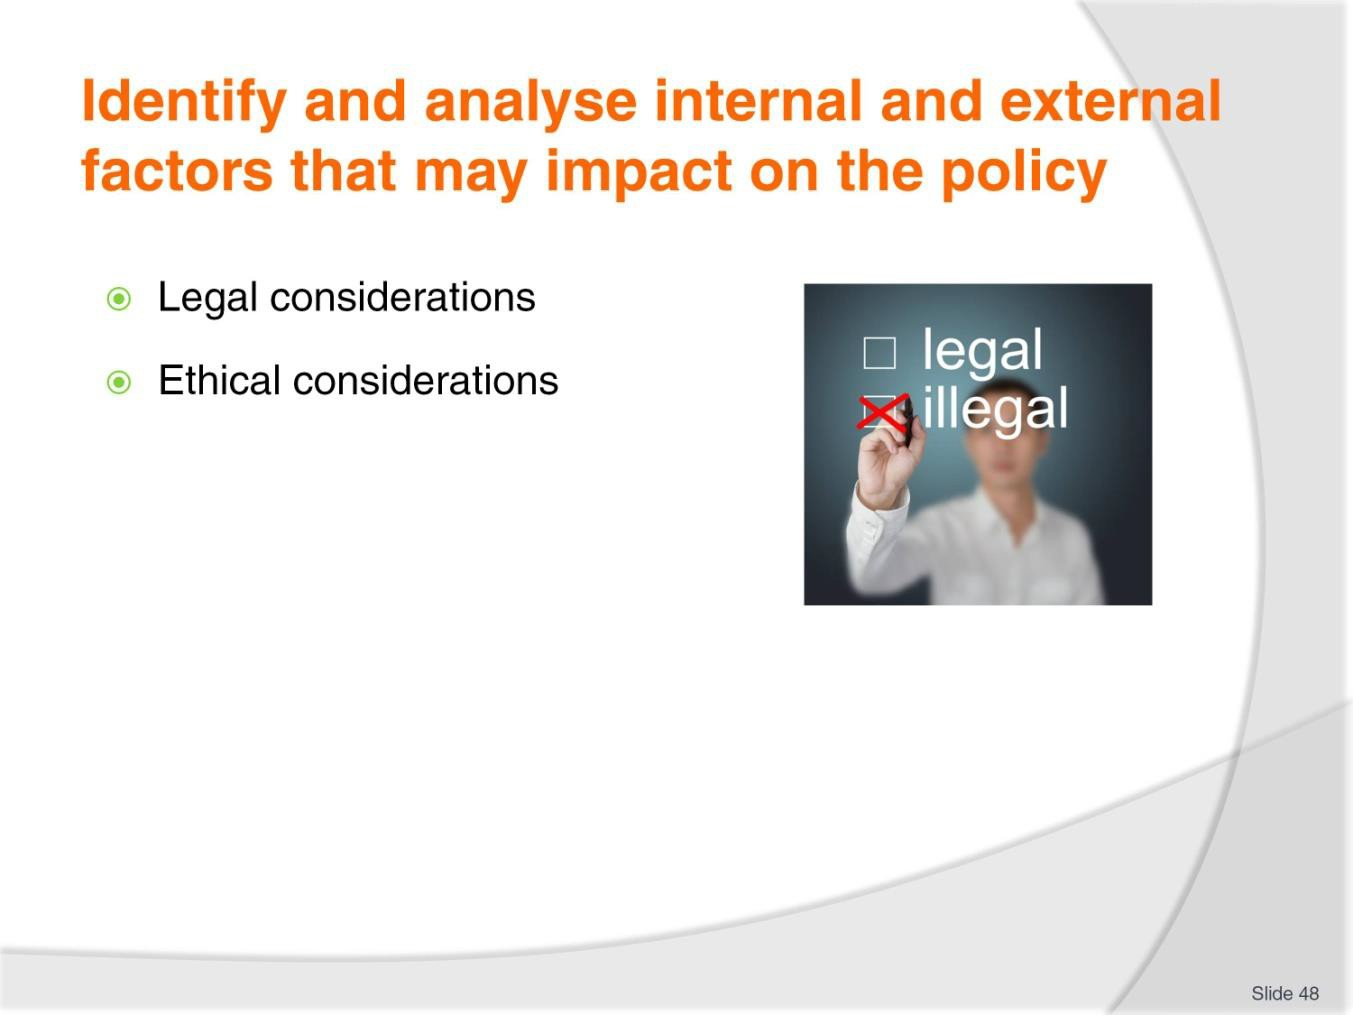 Identify and analyse internal and external
factors that may impact on the policy
Legal considerations
Ethical considerations
legal
illegal
Slide 48